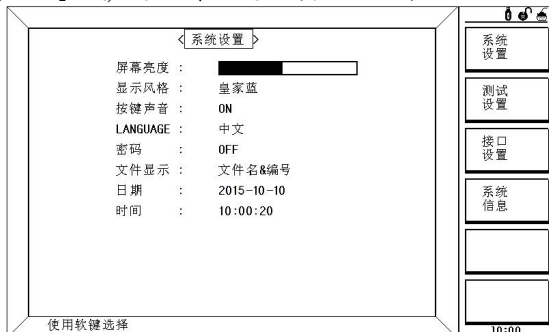 系统设置
屏幕亮度 :
显示风格 : 皇家蓝
按键声音 : ON
LANGUAGE : 中文
密码 : OFF
文件显示 : 文件名&编号
日期 : 2015-10-10
时间 : 10:00:20
使用软键选择
系统
设置
测试
设置
接口
设置
系统
信息
10:00